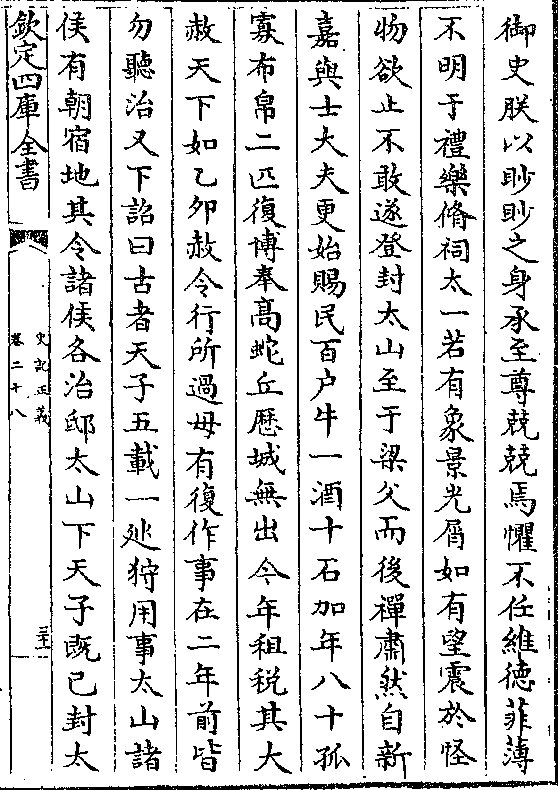 御史朕以眇眇之身承至尊兢兢焉懼不任維德菲薄
不明于禮樂脩祠太一若有象景光屑如有望震於怪
物欲止不敢遂登封太山至于梁父而後禪肅然自新
嘉與士大夫更始賜民百户牛一酒十石加年八十孤
寡布帛二匹復博奉髙蛇丘厯城無出今年租税其大
赦天下如乙卯赦令行所過毋有復作事在二年前皆
勿聽治又下詔曰古者天子五載一廵狩用事太山諸
侯有朝宿地其令諸侯各治邸太山下天子既已封太
欽定四庫全書
史記正義
卷二十八
三十一